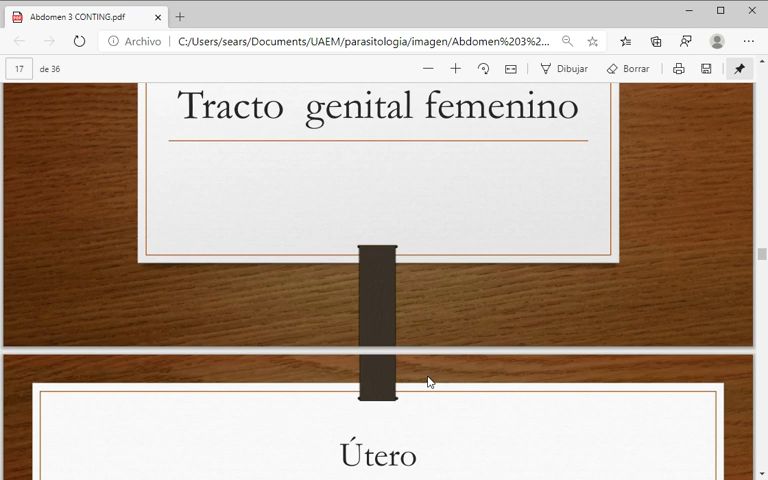 Abdomen 3 CONTING.pdf
Archivo C:/Users/sears/Documents/UAEM/parasitologia/imagen/Abdomen%203%2...
17 de 36 Dibujar Borrar
Tracto genital femenino
Útero